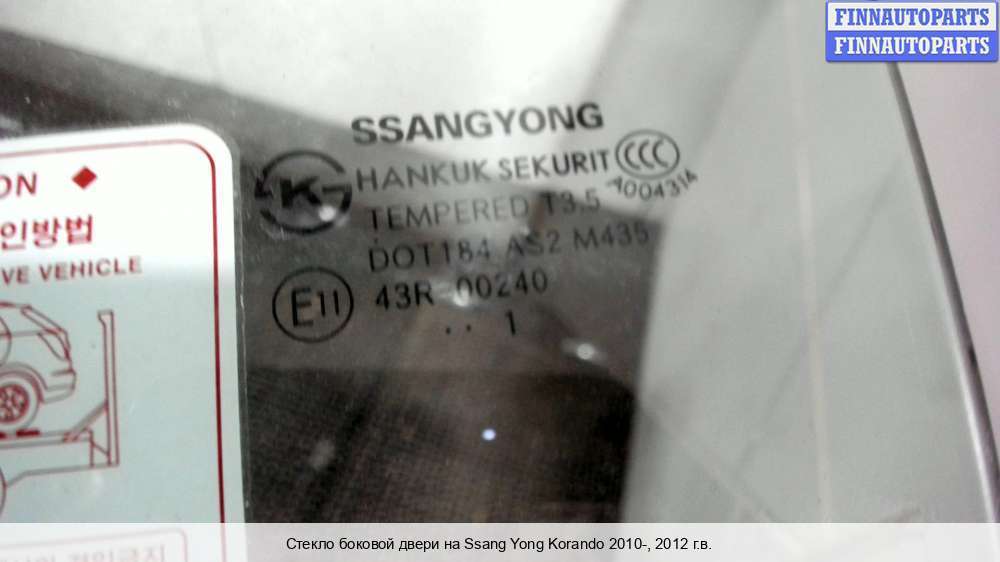 FINNAUTOPARTS
FINNAUTOPARTS
SSANGYONG
HANKUK SEKURIT
CCC
A004314
TEMPERED T3.5
DOT184 AS2 M435
E11
43R 00240
.. 1
ON
인방법
VE VEHICLE
Стекло боковой двери на Ssang Yong Korando 2010-, 2012 г.в.